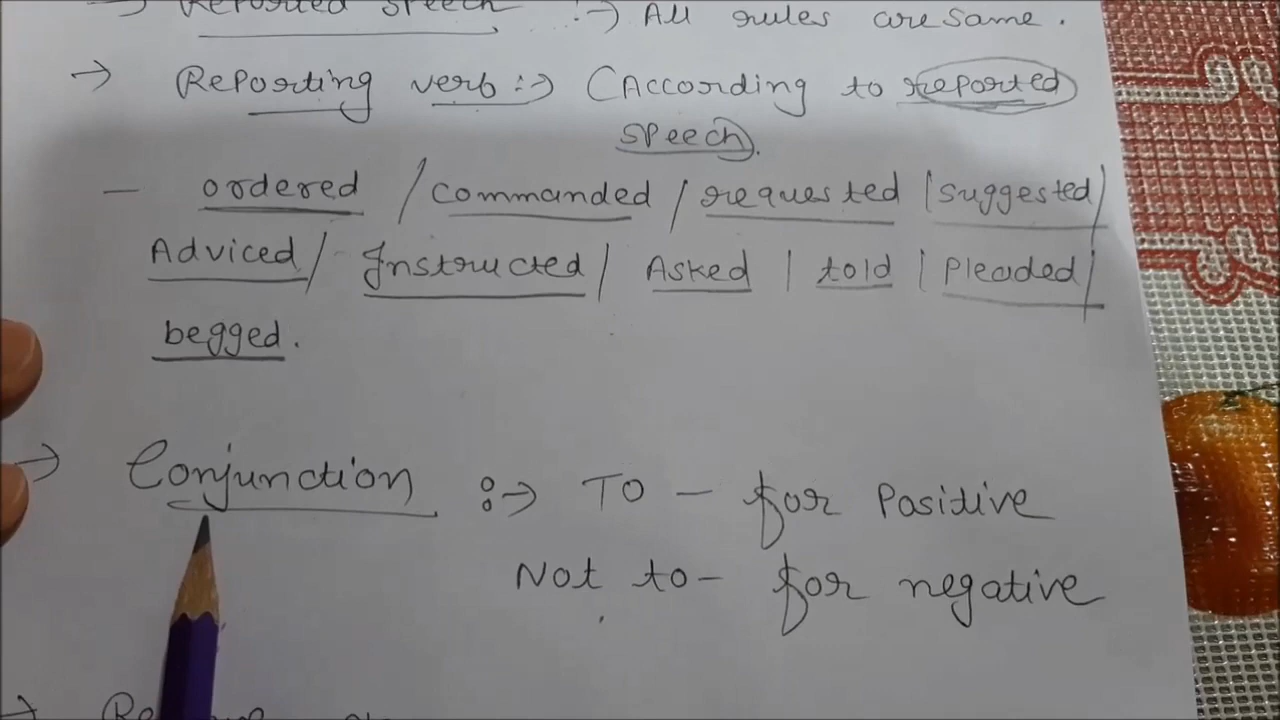 → Reported speech :→ All rules are same.
→ Reporting verb :→ (According to reported
speech).
— ordered / commanded / requested / suggested /
Adviced / Instructed / Asked / told / Pleaded /
begged.
→ Conjunction :→ To – for Positive
Not to – for negative